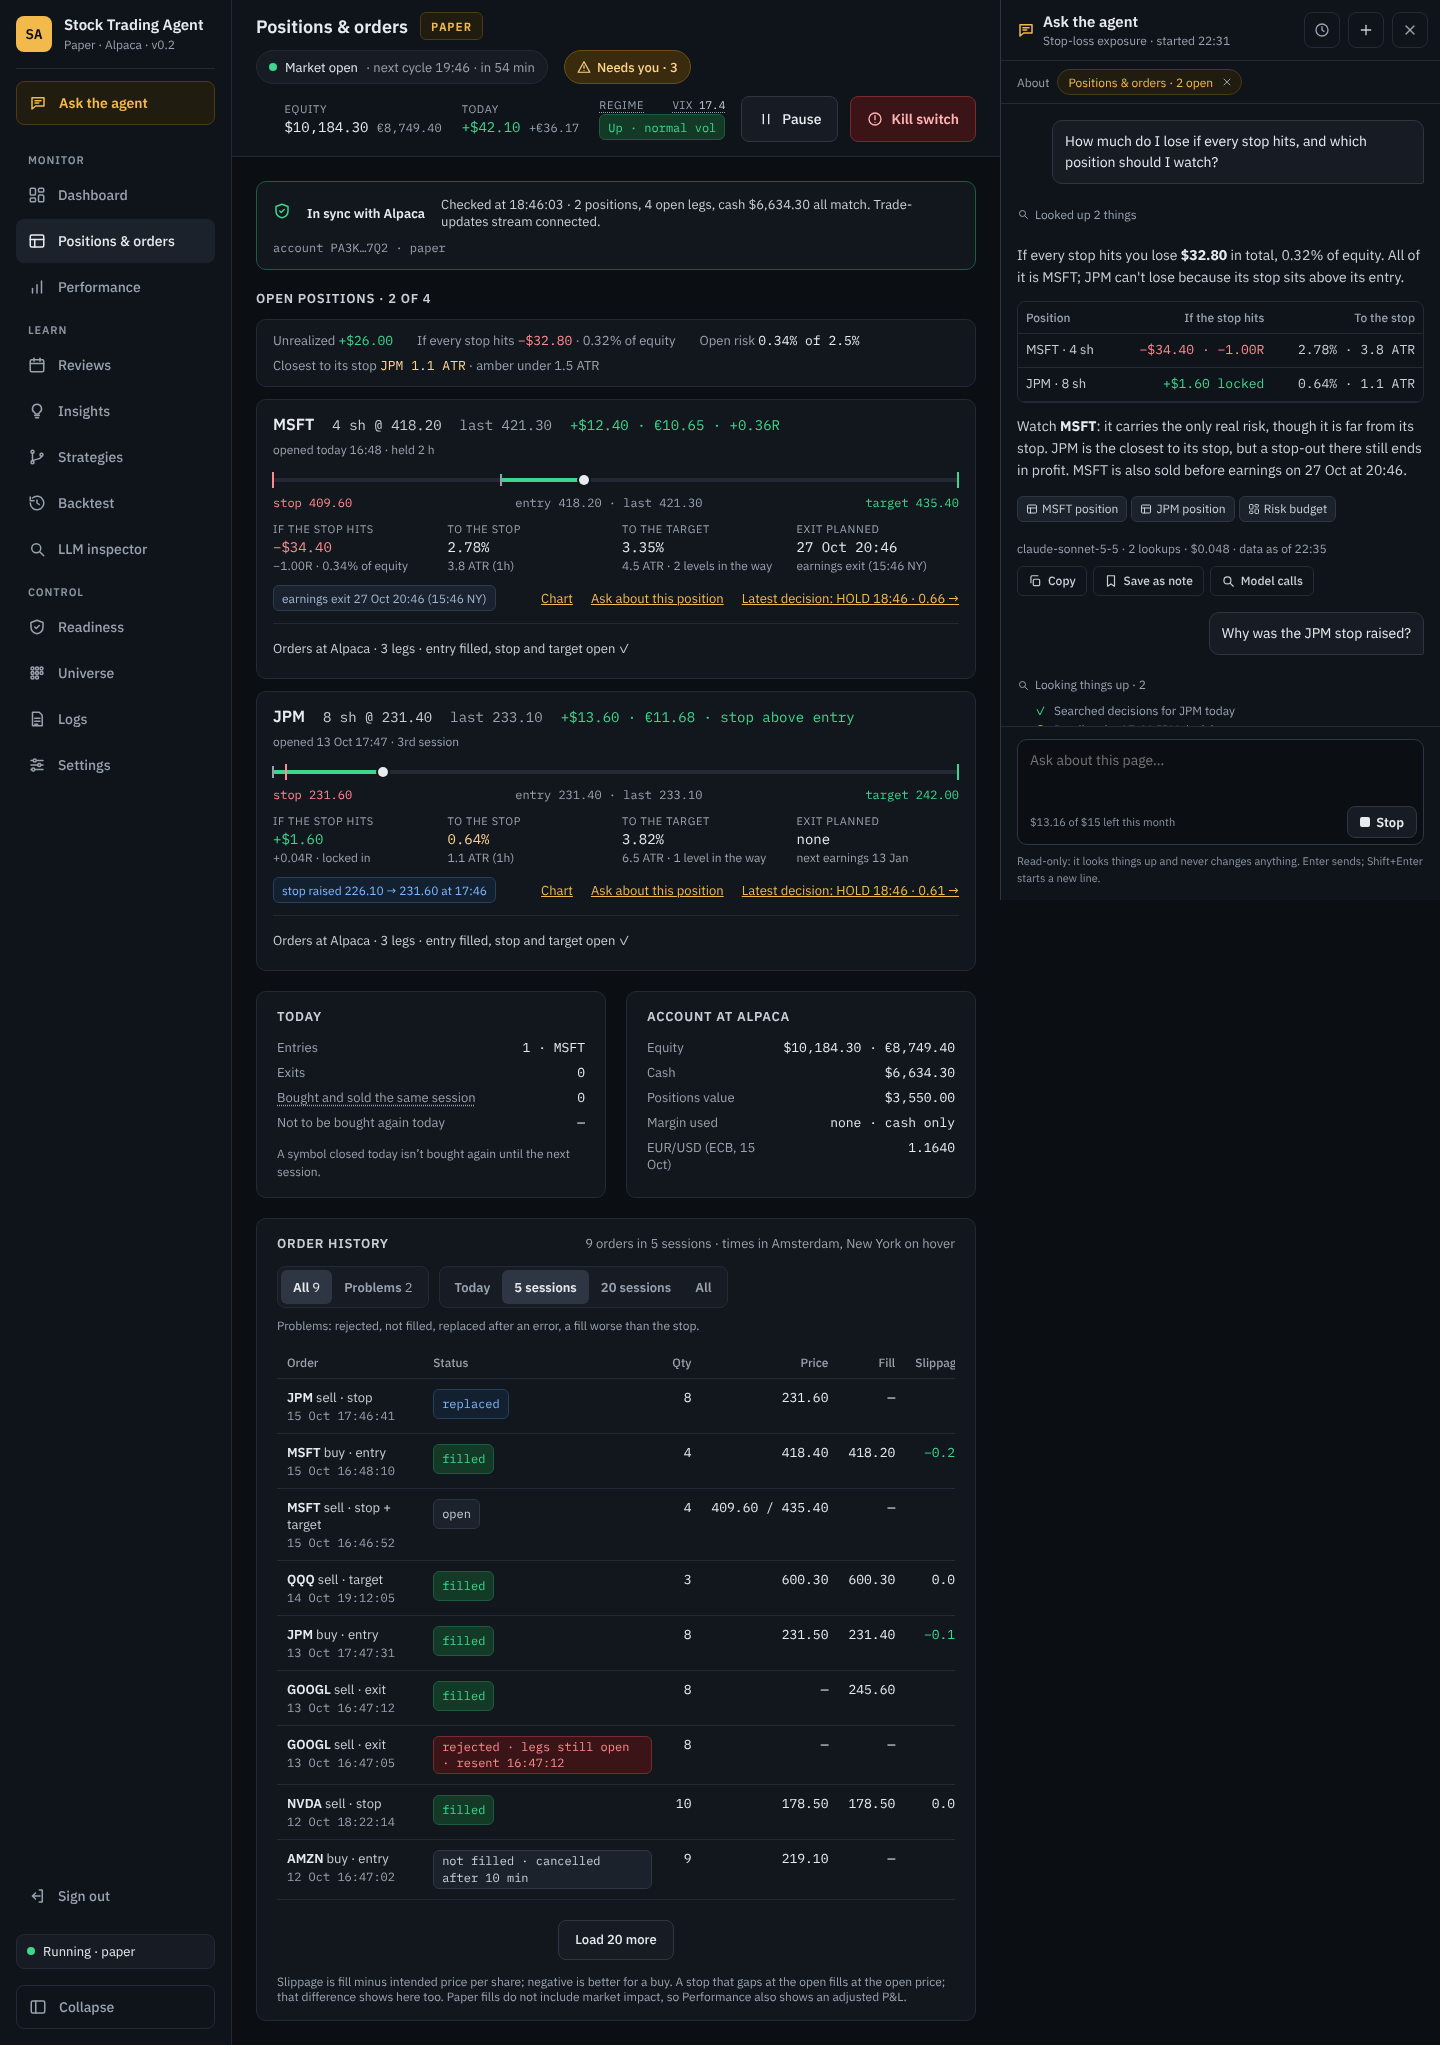 SA
Stock Trading Agent
Paper · Alpaca · v0.2
Ask the agent
MONITOR
Dashboard
Positions & orders
Performance
LEARN
Reviews
Insights
Strategies
Backtest
LLM inspector
CONTROL
Readiness
Universe
Logs
Settings
Sign out
Running · paper
Collapse
Positions & orders
PAPER
Market open · next cycle 19:46 · in 54 min
Needs you · 3
EQUITY
$10,184.30 €8,749.40
TODAY
+$42.10 +€36.17
REGIME VIX 17.4
Up · normal vol
Pause
Kill switch
In sync with Alpaca
Checked at 18:46:03 · 2 positions, 4 open legs, cash $6,634.30 all match. Trade-
updates stream connected.
account PA3K…7Q2 · paper
OPEN POSITIONS · 2 OF 4
Unrealized +$26.00 If every stop hits −$32.80 · 0.32% of equity Open risk 0.34% of 2.5%
Closest to its stop JPM 1.1 ATR · amber under 1.5 ATR
MSFT 4 sh @ 418.20 last 421.30 +$12.40 · €10.65 · +0.36R
opened today 16:48 · held 2 h
stop 409.60 entry 418.20 · last 421.30 target 435.40
IF THE STOP HITS TO THE STOP TO THE TARGET EXIT PLANNED
−$34.40 2.78% 3.35% 27 Oct 20:46
−1.00R · 0.34% of equity 3.8 ATR (1h) 4.5 ATR · 2 levels in the way earnings exit (15:46 NY)
earnings exit 27 Oct 20:46 (15:46 NY) Chart Ask about this position Latest decision: HOLD 18:46 · 0.66 →
Orders at Alpaca · 3 legs · entry filled, stop and target open ✓
JPM 8 sh @ 231.40 last 233.10 +$13.60 · €11.68 · stop above entry
opened 13 Oct 17:47 · 3rd session
stop 231.60 entry 231.40 · last 233.10 target 242.00
IF THE STOP HITS TO THE STOP TO THE TARGET EXIT PLANNED
+$1.60 0.64% 3.82% none
+0.04R · locked in 1.1 ATR (1h) 6.5 ATR · 1 level in the way next earnings 13 Jan
stop raised 226.10 → 231.60 at 17:46 Chart Ask about this position Latest decision: HOLD 18:46 · 0.61 →
Orders at Alpaca · 3 legs · entry filled, stop and target open ✓
TODAY
Entries 1 · MSFT
Exits 0
Bought and sold the same session 0
Not to be bought again today —
A symbol closed today isn't bought again until the next
session.
ACCOUNT AT ALPACA
Equity $10,184.30 · €8,749.40
Cash $6,634.30
Positions value $3,550.00
Margin used none · cash only
EUR/USD (ECB, 15 1.1640
Oct)
ORDER HISTORY 9 orders in 5 sessions · times in Amsterdam, New York on hover
All 9 Problems 2 Today 5 sessions 20 sessions All
Problems: rejected, not filled, replaced after an error, a fill worse than the stop.
Order Status Qty Price Fill Slippag
JPM sell · stop replaced 8 231.60 —
15 Oct 17:46:41
MSFT buy · entry filled 4 418.40 418.20 −0.2
15 Oct 16:48:10
MSFT sell · stop + open 4 409.60 / 435.40 —
target
15 Oct 16:46:52
QQQ sell · target filled 3 600.30 600.30 0.0
14 Oct 19:12:05
JPM buy · entry filled 8 231.50 231.40 −0.1
13 Oct 17:47:31
GOOGL sell · exit filled 8 — 245.60
13 Oct 16:47:12
GOOGL sell · exit rejected · legs still open 8 — —
13 Oct 16:47:05 · resent 16:47:12
NVDA sell · stop filled 10 178.50 178.50 0.0
12 Oct 18:22:14
AMZN buy · entry not filled · cancelled 9 219.10 —
12 Oct 16:47:02 after 10 min
Load 20 more
Slippage is fill minus intended price per share; negative is better for a buy. A stop that gaps at the open fills at the open price;
that difference shows here too. Paper fills do not include market impact, so Performance also shows an adjusted P&L.
Ask the agent
Stop-loss exposure · started 22:31
About Positions & orders · 2 open ×
How much do I lose if every stop hits, and which
position should I watch?
Looked up 2 things
If every stop hits you lose $32.80 in total, 0.32% of equity. All of
it is MSFT; JPM can't lose because its stop sits above its entry.
Position If the stop hits To the stop
MSFT · 4 sh −$34.40 · −1.00R 2.78% · 3.8 ATR
JPM · 8 sh +$1.60 locked 0.64% · 1.1 ATR
Watch MSFT: it carries the only real risk, though it is far from its
stop. JPM is the closest to its stop, but a stop-out there still ends
in profit. MSFT is also sold before earnings on 27 Oct at 20:46.
MSFT position JPM position Risk budget
claude-sonnet-5-5 · 2 lookups · $0.048 · data as of 22:35
Copy Save as note Model calls
Why was the JPM stop raised?
Looking things up · 2
✓ Searched decisions for JPM today
Ask about this page…
$13.16 of $15 left this month
Stop
Read-only: it looks things up and never changes anything. Enter sends; Shift+Enter
starts a new line.